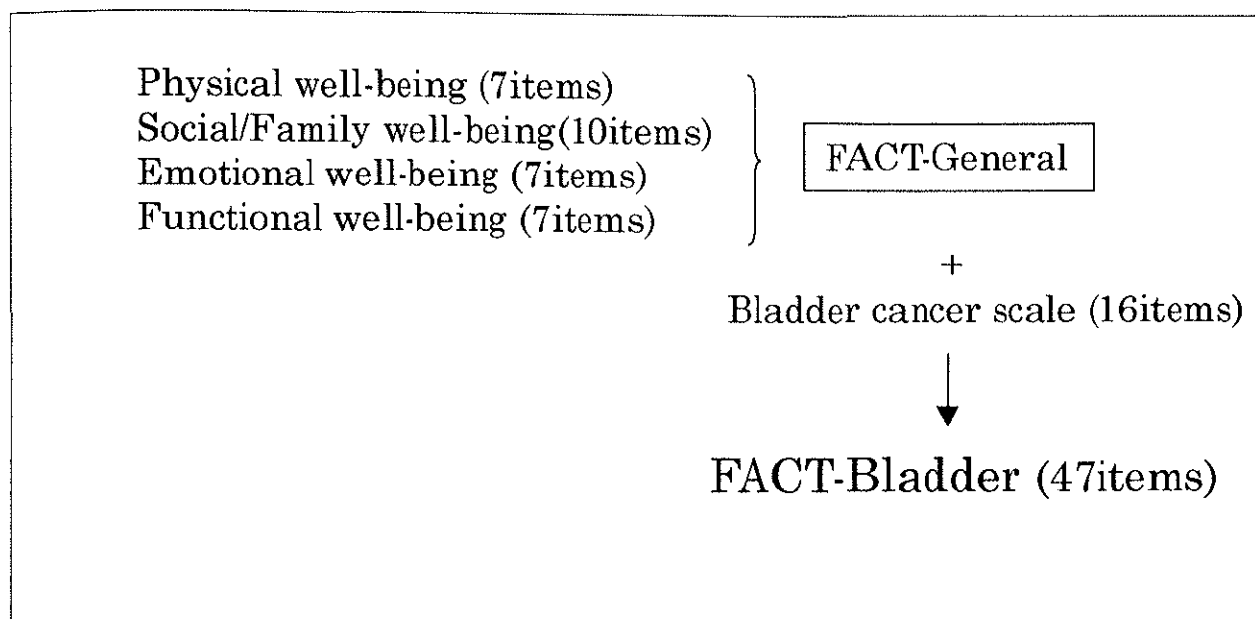 Physical well-being (7items)
Social/Family well-being(10items)
Emotional well-being (7items)
Functional well-being (7items)
FACT-General
+
Bladder cancer scale (16items)
FACT-Bladder (47items)